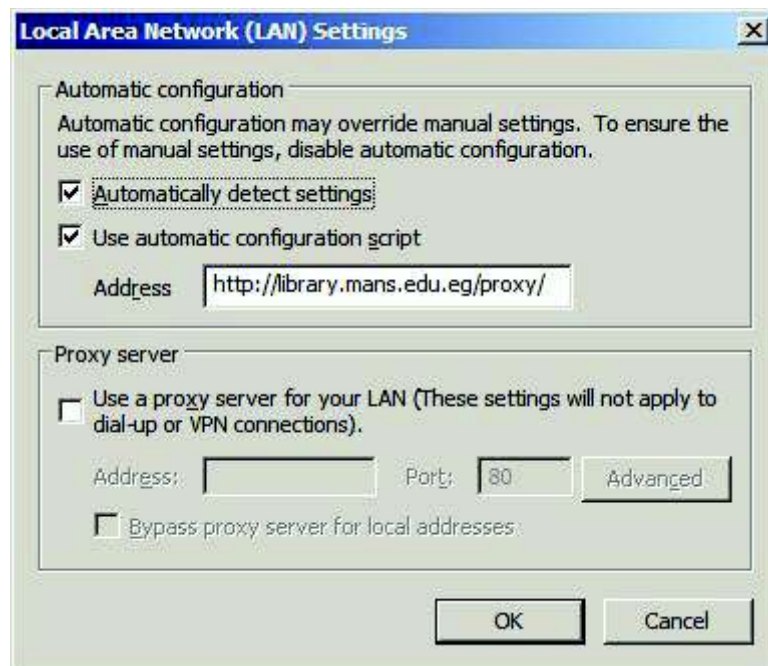 Local Area Network (LAN) Settings
Automatic configuration
Automatic configuration may override manual settings. To ensure the
use of manual settings, disable automatic configuration.
Automatically detect settings
Use automatic configuration script
Address http://library.mans.edu.eg/proxy/
Proxy server
Use a proxy server for your LAN (These settings will not apply to
dial-up or VPN connections).
Address: Port: 80 Advanced
Bypass proxy server for local addresses
OK Cancel